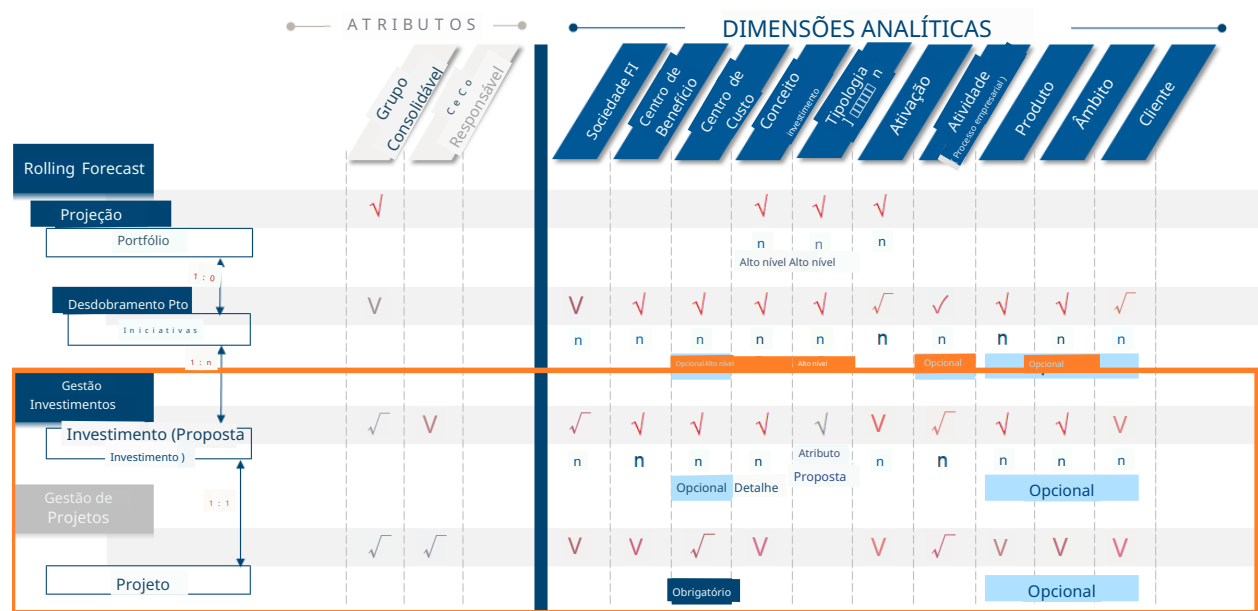 ATRIBUTOS
DIMENSÕES ANALÍTICAS
Grupo
Consolidável
CeCo
Responsável
Sociedade FI
Centro de
Benefício
Centro de
Custo
Conceito
investimento
Tipologia
n
Ativação
Atividade
Processo empresarial )
Produto
Âmbito
Cliente
Rolling Forecast
Projeção
√ √ √ √
Portfólio
n n n
Alto nível Alto nível
1 : 0
Desdobramento Pto
V V √ √ √ √ √ √ √ √ √
Iniciativas
n n n n n n n n n n
1 : n
Opcional Alto nível Alto nível Opcional Opcional
Gestão
Investimentos
√ V √ √ √ √ √ V √ √ √ V
Investimento (Proposta
Investimento )
n n n n Atributo n n n n n
Proposta
Opcional Detalhe Opcional
Gestão de
Projetos
1 : 1
√ √ V V √ V V √ V V V
Projeto
Obrigatório Opcional